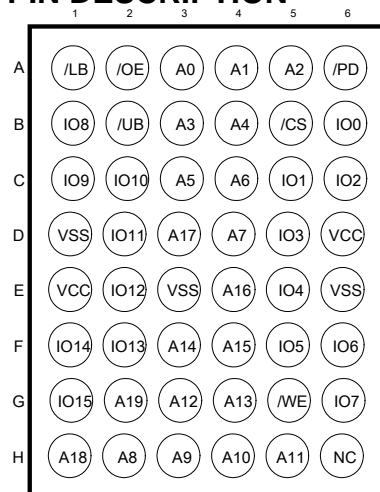 PIN DESCRIPTION
1 2 3 4 5 6
A /LB /OE A0 A1 A2 /PD
B IO8 /UB A3 A4 /CS IO0
C IO9 IO10 A5 A6 IO1 IO2
D VSS IO11 A17 A7 IO3 VCC
E VCC IO12 VSS A16 IO4 VSS
F IO14 IO13 A14 A15 IO5 IO6
G IO15 A19 A12 A13 /WE IO7
H A18 A8 A9 A10 A11 NC